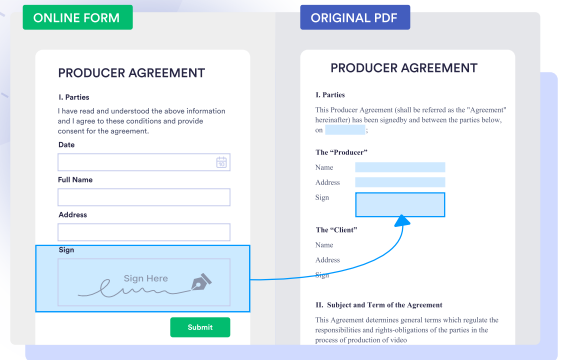 ONLINE FORM
PRODUCER AGREEMENT
I. Parties
I have read and understood the above information
and I agree to these conditions and provide
consent for the agreement.
Date
Full Name
Address
Sign
Sign Here
Submit
ORIGINAL PDF
PRODUCER AGREEMENT
I. Parties
This Producer Agreement (shall be referred as the "Agreement"
hereinafter) has been signedby and between the parties below,
on ;
The “Producer”
Name
Address
Sign
The “Client”
Name
Address
Sign
II. Subject and Term of the Agreement
This Agreement determines general terms which regulate the
responsibilities and rights-obligations of the parties in the
process of production of video